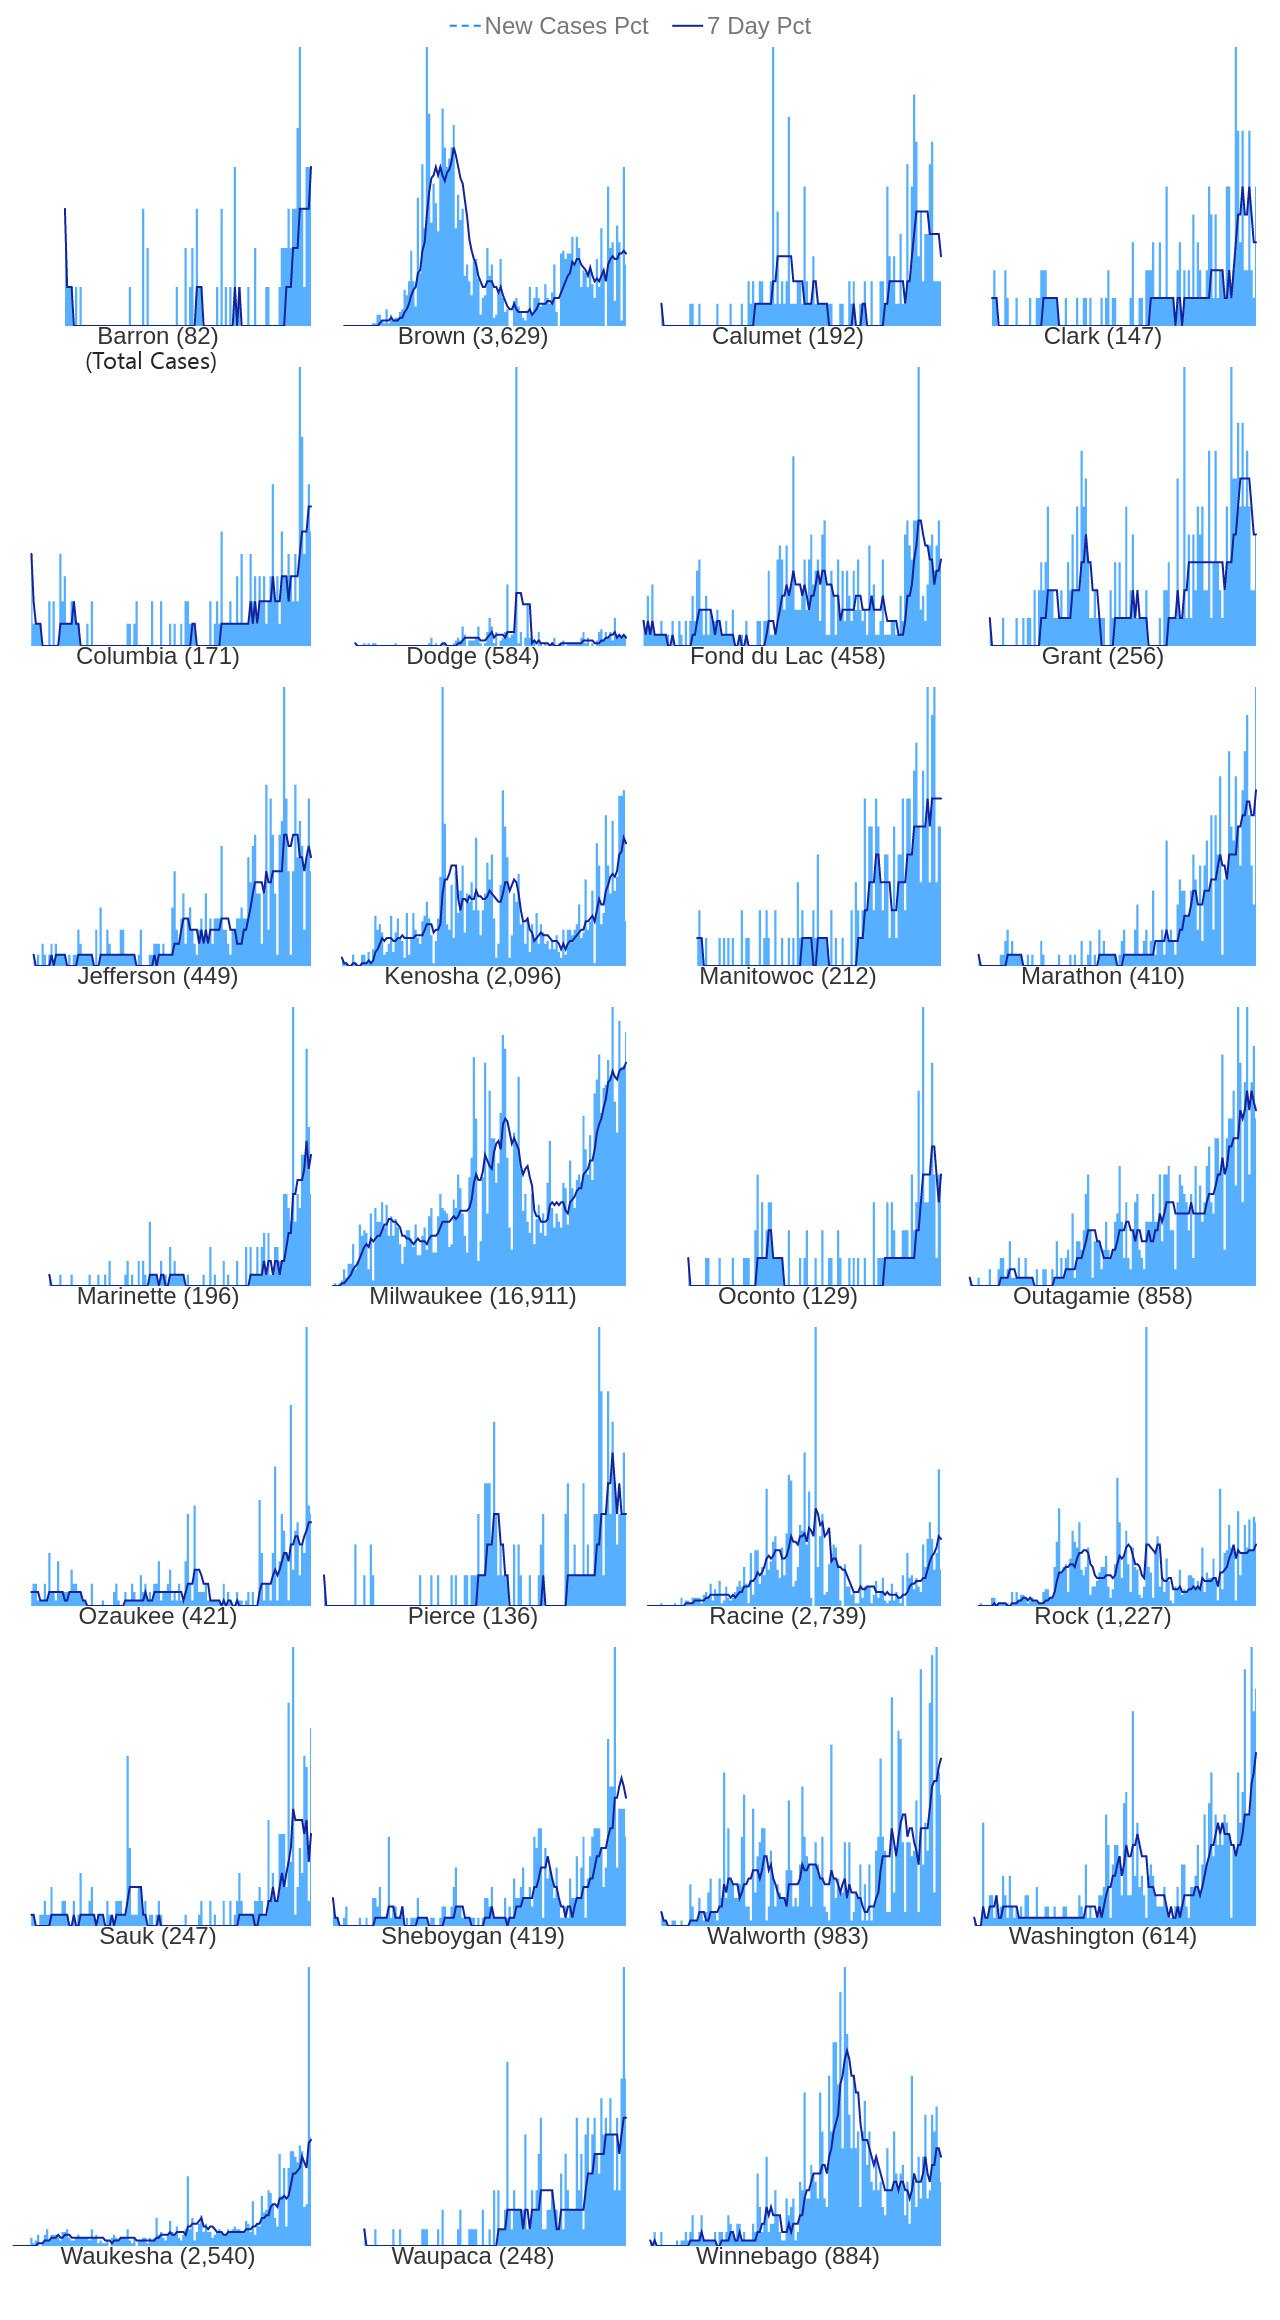 New Cases Pct 7 Day Pct
Barron (82) Brown (3,629) Calumet (192) Clark (147)
(Total Cases)
Columbia (171) Dodge (584) Fond du Lac (458) Grant (256)
Jefferson (449) Kenosha (2,096) Manitowoc (212) Marathon (410)
Marinette (196) Milwaukee (16,911) Oconto (129) Outagamie (858)
Ozaukee (421) Pierce (136) Racine (2,739) Rock (1,227)
Sauk (247) Sheboygan (419) Walworth (983) Washington (614)
Waukesha (2,540) Waupaca (248) Winnebago (884)